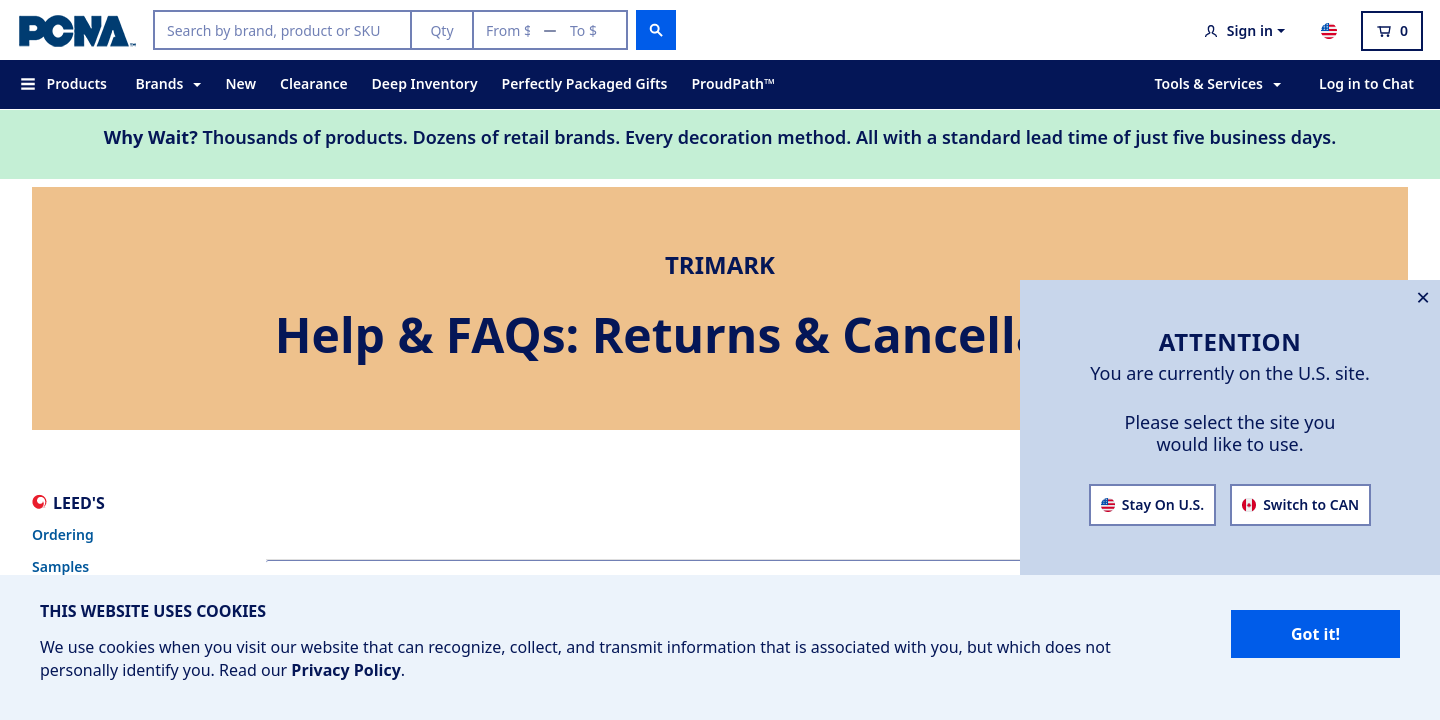 PCNA™
Search by brand, product or SKU
Qty
From $ — To $
Sign in
0
Products
Brands
New
Clearance
Deep Inventory
Perfectly Packaged Gifts
ProudPath™
Tools & Services
Log in to Chat
Why Wait? Thousands of products. Dozens of retail brands. Every decoration method. All with a standard lead time of just five business days.
TRIMARK
Help & FAQs: Returns & Cancella
ATTENTION
You are currently on the U.S. site.
Please select the site you
would like to use.
Stay On U.S.
Switch to CAN
LEED'S
Ordering
Samples
THIS WEBSITE USES COOKIES
We use cookies when you visit our website that can recognize, collect, and transmit information that is associated with you, but which does not
personally identify you. Read our Privacy Policy.
Got it!